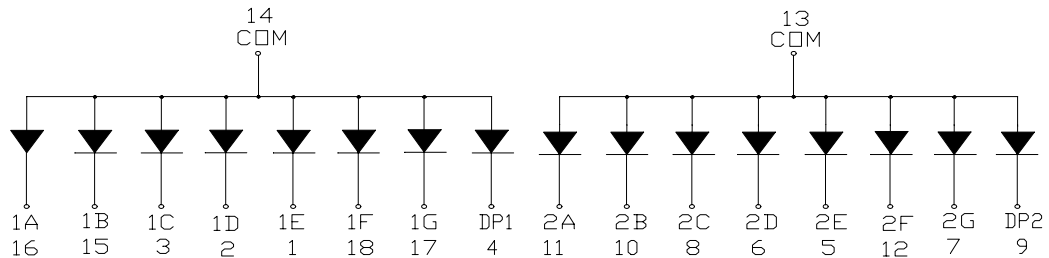 14 13
COM COM
1A 1B 1C 1D 1E 1F 1G DP1 2A 2B 2C 2D 2E 2F 2G DP2
16 15 3 2 1 18 17 4 11 10 8 6 5 12 7 9